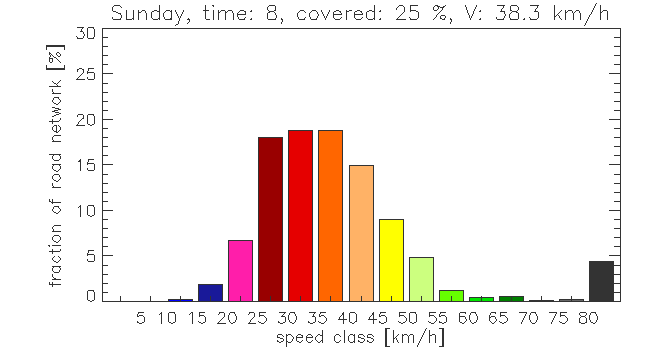 Sunday, time: 8, covered: 25 %, V: 38.3 km/h
fraction of road network [%]
30
25
20
15
10
5
0
5 10 15 20 25 30 35 40 45 50 55 60 65 70 75 80
speed class [km/h]